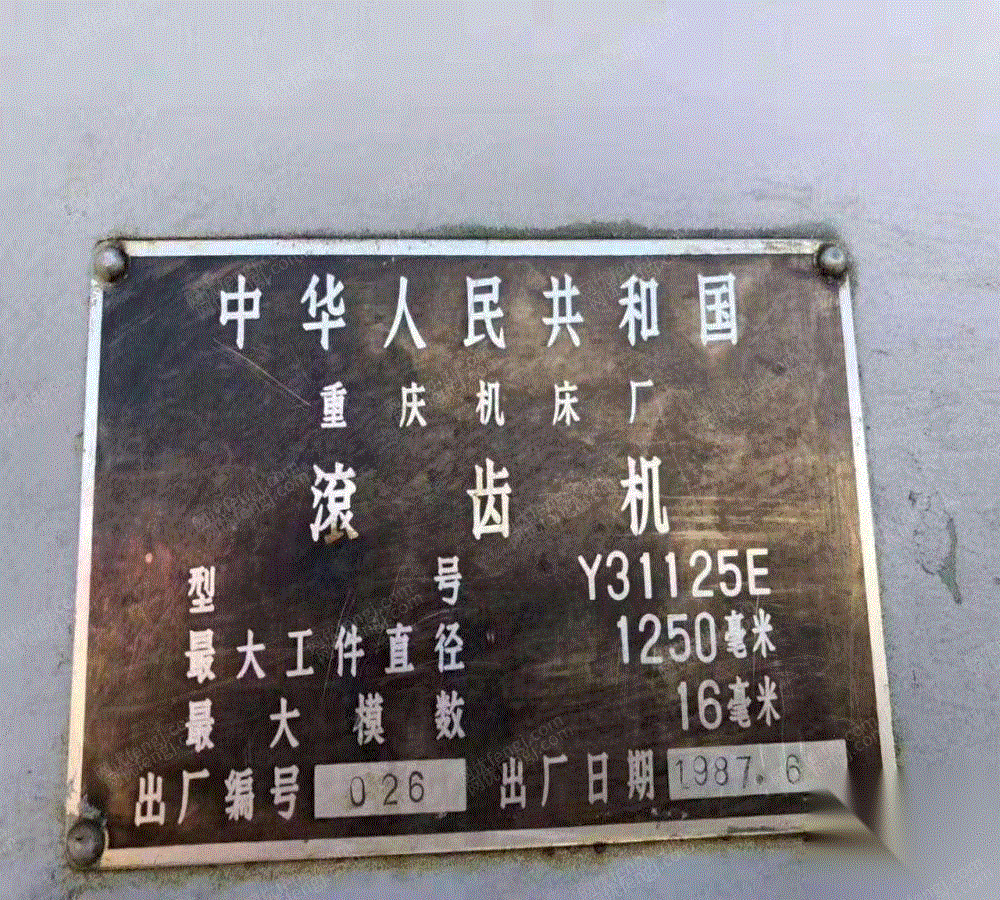 中华人民共和国
重庆机床厂
滚齿机
型号 Y31125E
最大工件直径 1250毫米
最大模数 16毫米
出厂编号 026 出厂日期 1987.6